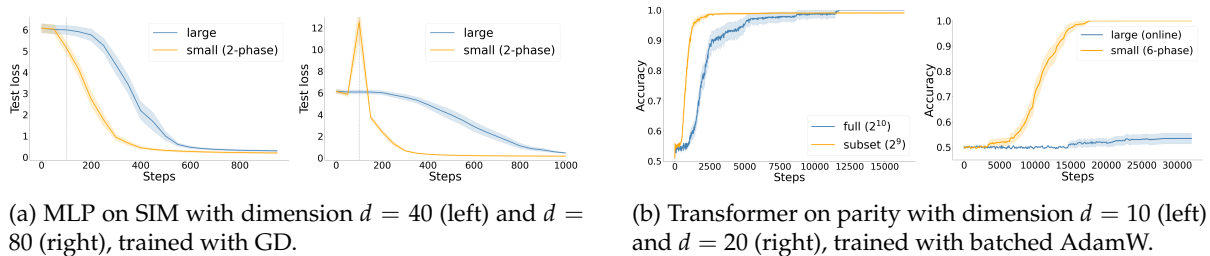 Test loss
6
5
4
3
2
1
0
large
small (2-phase)
0 200 400 600 800
Steps
Test loss
12
10
8
6
4
2
0
large
small (2-phase)
0 200 400 600 800 1000
Steps
(a) MLP on SIM with dimension d = 40 (left) and d =
80 (right), trained with GD.
Accuracy
1.0
0.9
0.8
0.7
0.6
0.5
full (2^10)
subset (2^9)
0 2500 5000 7500 10000 12500 15000
Steps
Accuracy
1.0
0.9
0.8
0.7
0.6
0.5
large (online)
small (6-phase)
0 5000 10000 15000 20000 25000 30000
Steps
(b) Transformer on parity with dimension d = 10 (left)
and d = 20 (right), trained with batched AdamW.